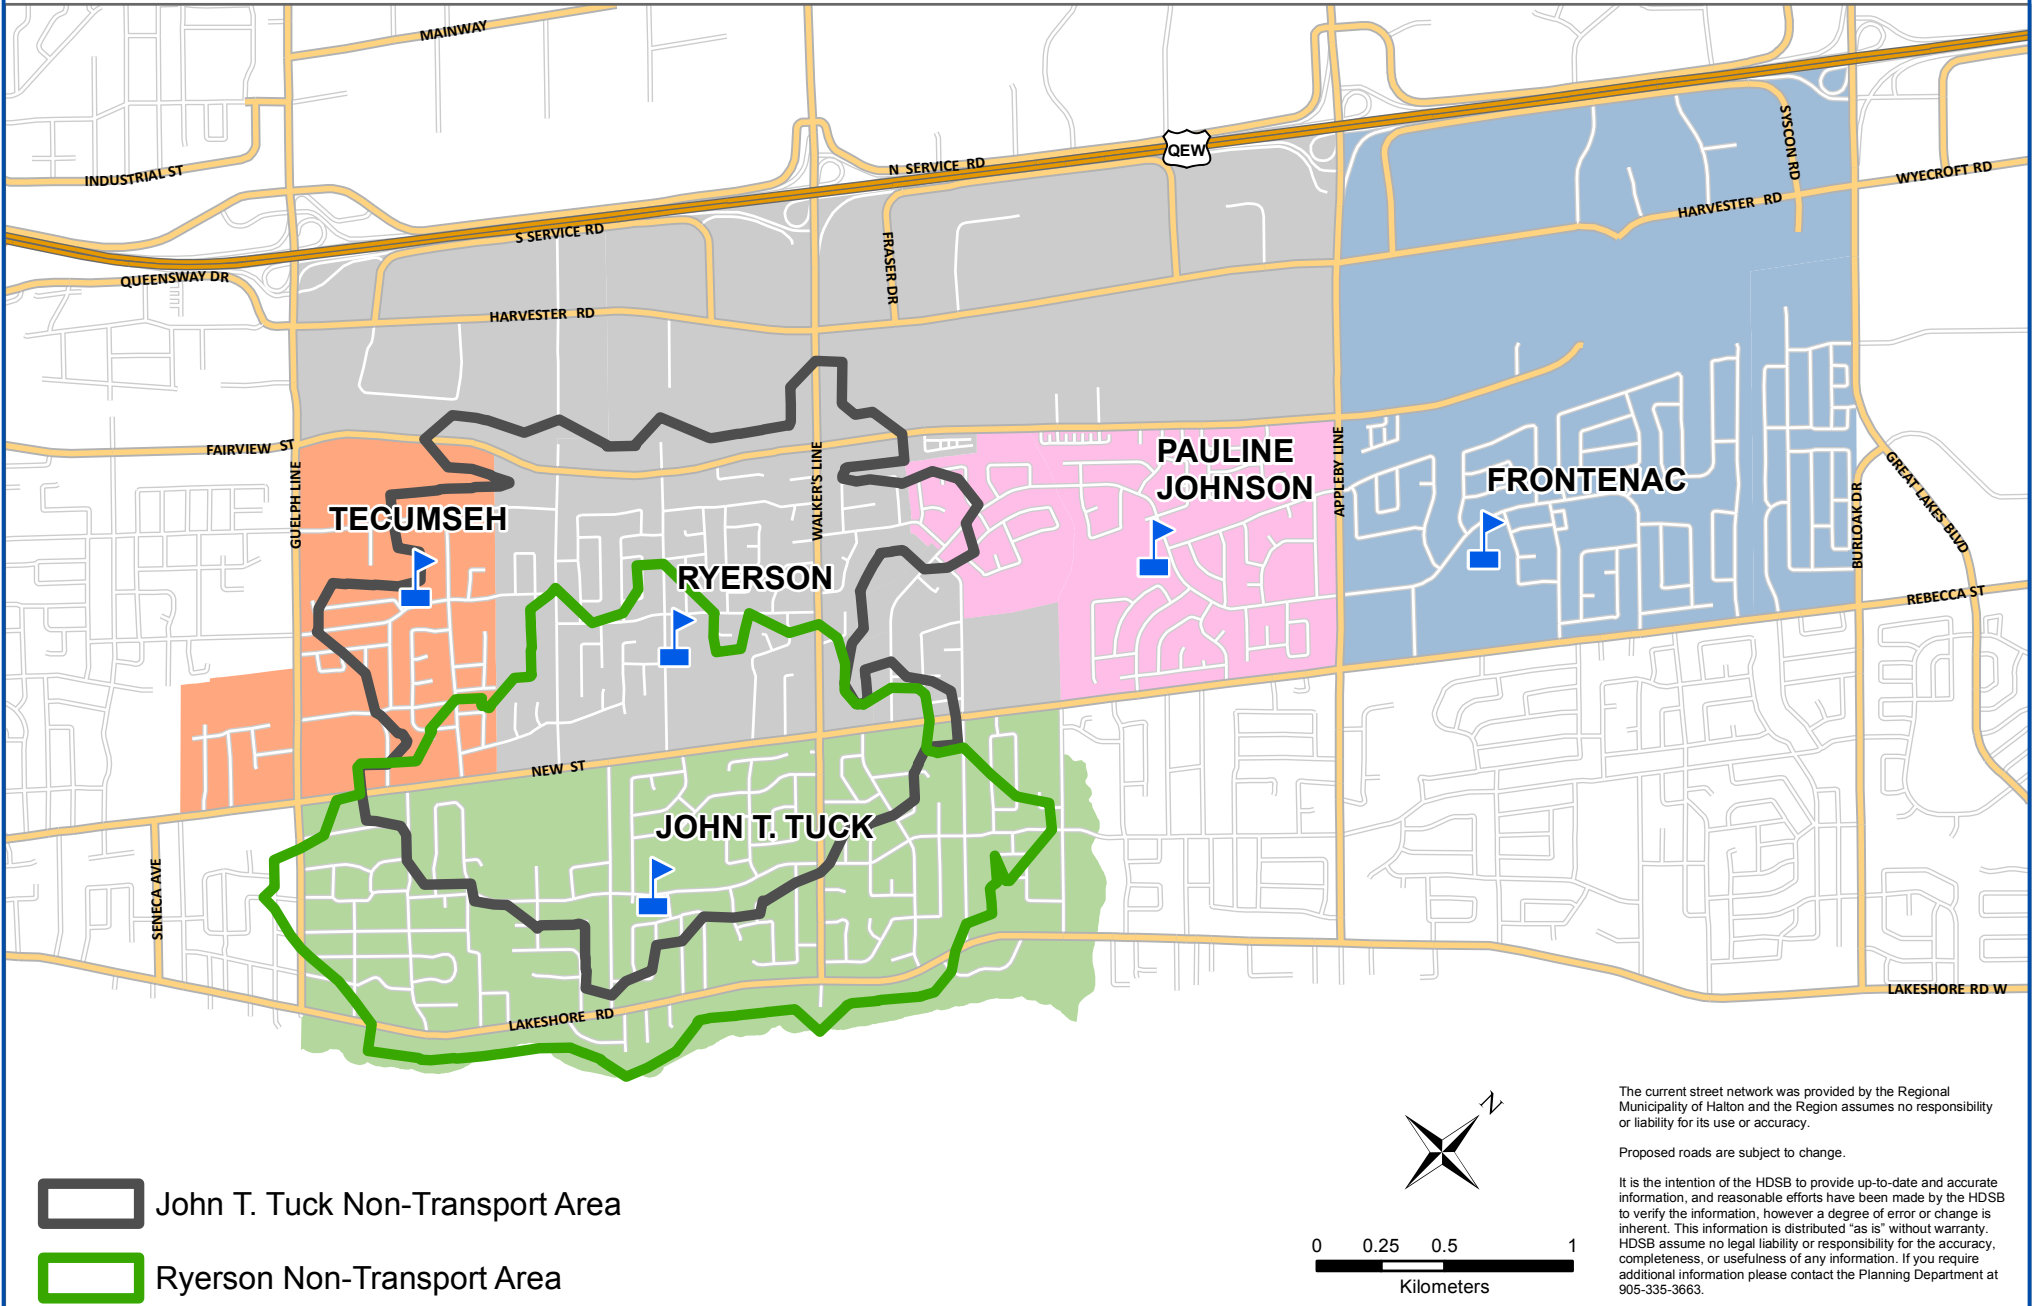 MAINWAY
INDUSTRIAL ST
QUEENSWAY DR
S SERVICE RD
N SERVICE RD
QEW
SYSCON RD
WYECROFT RD
HARVESTER RD
FRASER DR
HARVESTER RD
FAIRVIEW ST
GUELPH LINE
WALKER'S LINE
APPLEBY LINE
BURLOAK DR
GREAT LAKES BLVD
REBECCA ST
TECUMSEH
RYERSON
PAULINE
JOHNSON
FRONTENAC
NEW ST
JOHN T. TUCK
SENECA AVE
LAKESHORE RD
LAKESHORE RD W
John T. Tuck Non-Transport Area
Ryerson Non-Transport Area
N
0 0.25 0.5 1
Kilometers
The current street network was provided by the Regional
Municipality of Halton and the Region assumes no responsibility
or liability for its use or accuracy.
Proposed roads are subject to change.
It is the intention of the HDSB to provide up-to-date and accurate
information, and reasonable efforts have been made by the HDSB
to verify the information, however a degree of error or change is
inherent. This information is distributed “as is” without warranty.
HDSB assume no legal liability or responsibility for the accuracy,
completeness, or usefulness of any information. If you require
additional information please contact the Planning Department at
905-335-3663.